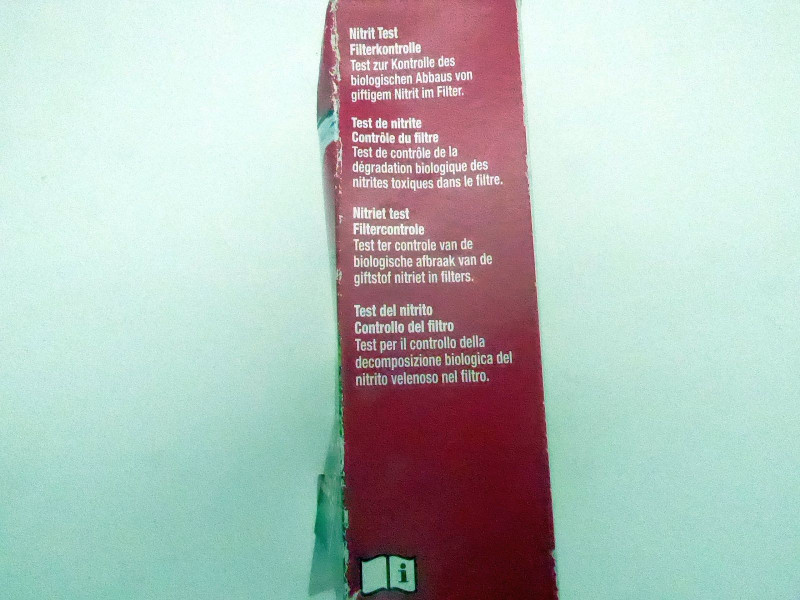 Nitrit Test
Filterkontrolle
Test zur Kontrolle des
biologischen Abbaus von
giftigem Nitrit im Filter.
Test de nitrite
Contrôle du filtre
Test de contrôle de la
dégradation biologique des
nitrites toxiques dans le filtre.
Nitriet test
Filtercontrole
Test ter controle van de
biologische afbraak van de
giftstof nitriet in filters.
Test del nitrito
Controllo del filtro
Test per il controllo della
decomposizione biologica del
nitrito velenoso nel filtro.
i